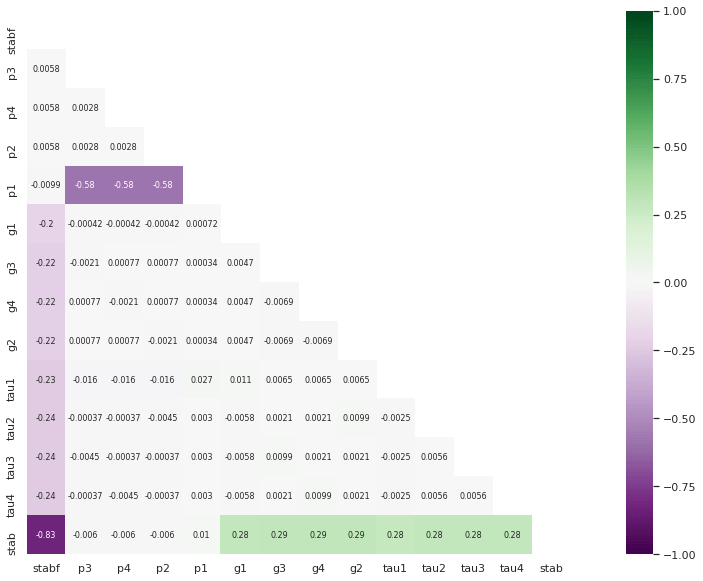 stabf
p3 0.0058
p4 0.0058 0.0028
p2 0.0058 0.0028 0.0028
p1 -0.0099 -0.58 -0.58 -0.58
g1 -0.2 -0.00042 -0.00042 -0.00042 0.00072
g3 -0.22 -0.0021 0.00077 0.00077 0.00034 0.0047
g4 -0.22 0.00077 -0.0021 0.00077 0.00034 0.0047 -0.0069
g2 -0.22 0.00077 0.00077 -0.0021 0.00034 0.0047 -0.0069 -0.0069
tau1 -0.23 -0.016 -0.016 -0.016 0.027 0.011 0.0065 0.0065 0.0065
tau2 -0.24 -0.00037 -0.00037 -0.0045 0.003 -0.0058 0.0021 0.0021 0.0099 -0.0025
tau3 -0.24 -0.0045 -0.00037 -0.00037 0.003 -0.0058 0.0099 0.0021 0.0021 -0.0025 0.0056
tau4 -0.24 -0.00037 -0.0045 -0.00037 0.003 -0.0058 0.0021 0.0099 0.0021 -0.0025 0.0056 0.0056
stab -0.83 -0.006 -0.006 -0.006 0.01 0.28 0.29 0.29 0.29 0.28 0.28 0.28 0.28
stabf p3 p4 p2 p1 g1 g3 g4 g2 tau1 tau2 tau3 tau4 stab
1.00
0.75
0.50
0.25
0.00
−0.25
−0.50
−0.75
−1.00